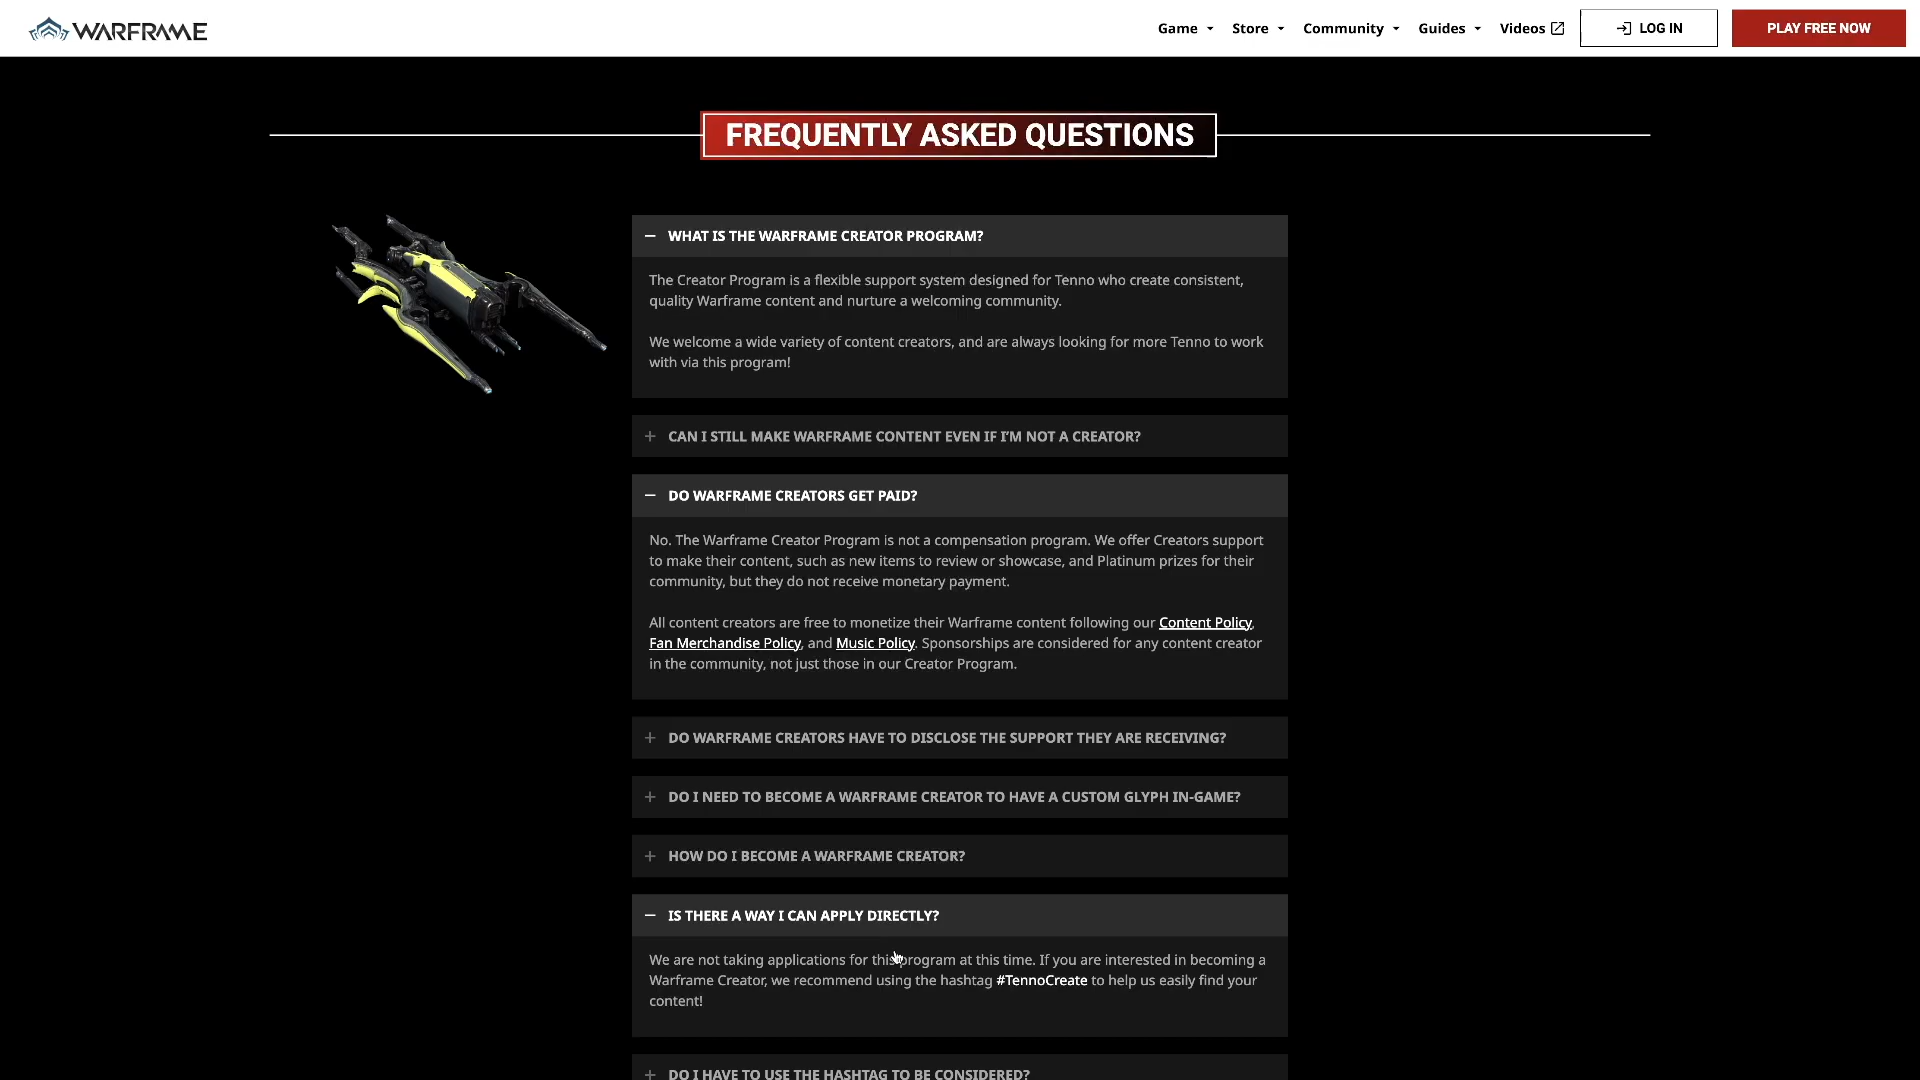 WARFRAME
Game
Store
Community
Guides
Videos
LOG IN
PLAY FREE NOW
FREQUENTLY ASKED QUESTIONS
WHAT IS THE WARFRAME CREATOR PROGRAM?
The Creator Program is a flexible support system designed for Tenno who create consistent,
quality Warframe content and nurture a welcoming community.
We welcome a wide variety of content creators, and are always looking for more Tenno to work
with via this program!
CAN I STILL MAKE WARFRAME CONTENT EVEN IF I'M NOT A CREATOR?
DO WARFRAME CREATORS GET PAID?
No. The Warframe Creator Program is not a compensation program. We offer Creators support
to make their content, such as new items to review or showcase, and Platinum prizes for their
community, but they do not receive monetary payment.
All content creators are free to monetize their Warframe content following our Content Policy,
Fan Merchandise Policy, and Music Policy. Sponsorships are considered for any content creator
in the community, not just those in our Creator Program.
DO WARFRAME CREATORS HAVE TO DISCLOSE THE SUPPORT THEY ARE RECEIVING?
DO I NEED TO BECOME A WARFRAME CREATOR TO HAVE A CUSTOM GLYPH IN-GAME?
HOW DO I BECOME A WARFRAME CREATOR?
IS THERE A WAY I CAN APPLY DIRECTLY?
We are not taking applications for this program at this time. If you are interested in becoming a
Warframe Creator, we recommend using the hashtag #TennoCreate to help us easily find your
content!
DO I HAVE TO USE THE HASHTAG TO BE CONSIDERED?